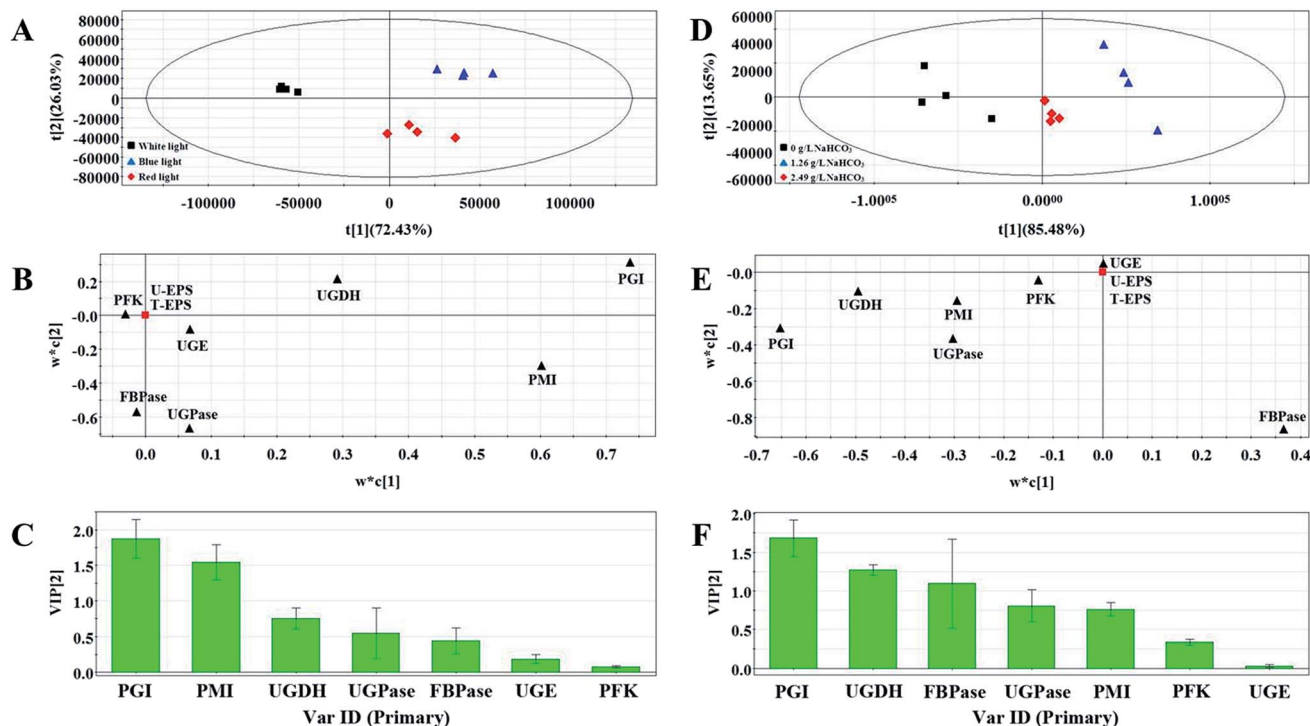 A
t[2](26.03%)
80000
60000
40000
20000
0
-20000
-40000
-60000
-80000
White light
Blue light
Red light
-100000 -50000 0 50000 100000
t[1](72.43%)
D
t[2](13.65%)
60000
40000
20000
0
-20000
-40000
-60000
0 g/LNaHCO3
1.26 g/LNaHCO3
2.49 g/LNaHCO3
-1.0005 0.0000 1.0005
t[1](85.48%)
B
w*c[2]
0.2
-0.0
-0.2
-0.4
-0.6
PGI
UGDH
U-EPS
PFK T-EPS
UGE
PMI
FBPase
UGPase
0.0 0.1 0.2 0.3 0.4 0.5 0.6 0.7
w*c[1]
E
w*c[2]
-0.0
-0.2
-0.4
-0.6
-0.8
UGE
U-EPS
T-EPS
PFK
UGDH
PMI
PGI
UGPase
FBPase
-0.7 -0.6 -0.5 -0.4 -0.3 -0.2 -0.1 0.0 0.1 0.2 0.3 0.4
w*c[1]
C
VIP[2]
2.0
1.5
1.0
0.5
0.0
PGI PMI UGDH UGPase FBPase UGE PFK
Var ID (Primary)
F
VIP[2]
2.0
1.5
1.0
0.5
0.0
PGI UGDH FBPase UGPase PMI PFK UGE
Var ID (Primary)